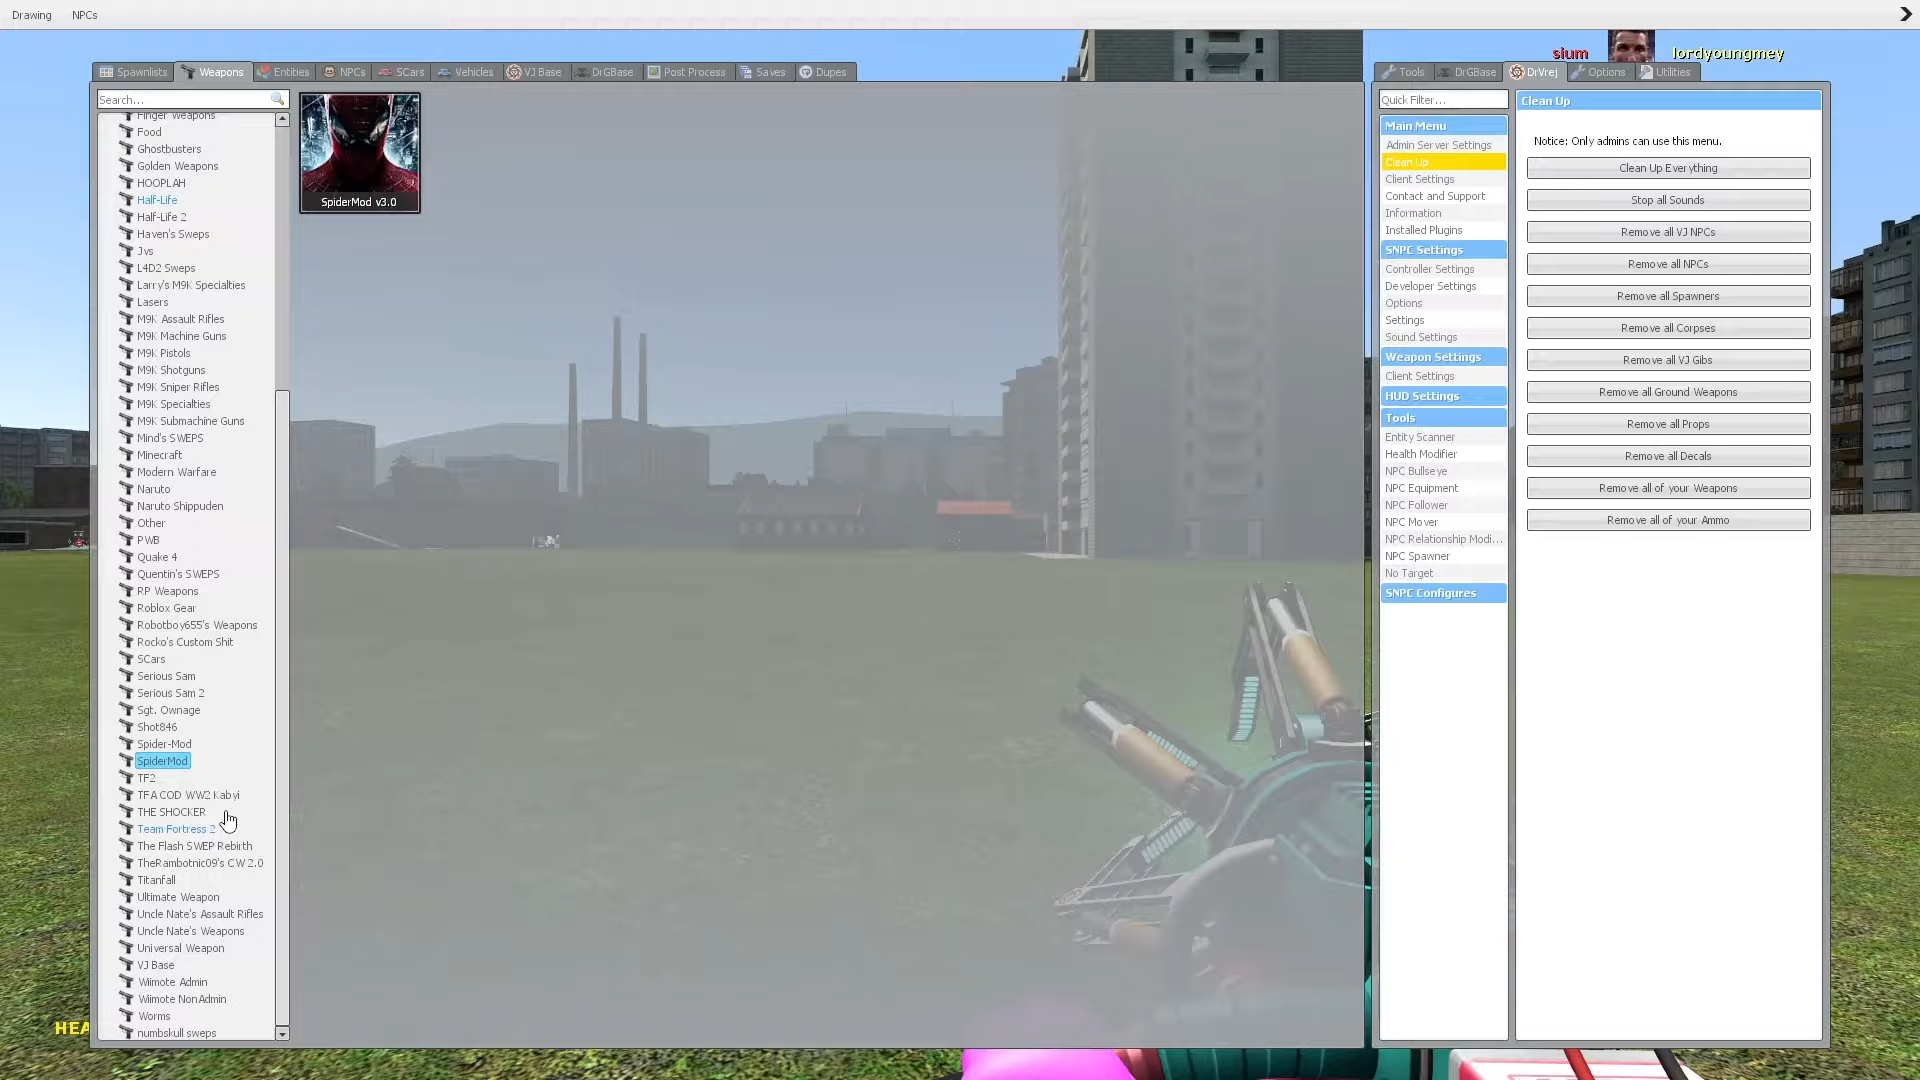 Drawing NPCs
sium lordyoungmey
Spawnlists Weapons Entities NPCs SCars Vehicles VJ Base DrGBase Post Process Saves Dupes
Search...
Finger Weapons
Food
Ghostbusters
Golden Weapons
HOOPLAH
Half-Life
Half-Life 2
Haven's Sweps
Jvs
L4D2 Sweps
Larry's M9K Specialties
Lasers
M9K Assault Rifles
M9K Machine Guns
M9K Pistols
M9K Shotguns
M9K Sniper Rifles
M9K Specialties
M9K Submachine Guns
Mind's SWEPS
Minecraft
Modern Warfare
Naruto
Naruto Shippuden
Other
PWB
Quake 4
Quentin's SWEPS
RP Weapons
Roblox Gear
Robotboy655's Weapons
Rocko's Custom Shit
SCars
Serious Sam
Serious Sam 2
Sgt. Ownage
Shot846
Spider-Mod
SpiderMod
TF2
TFA COD WW2 Kabyi
THE SHOCKER
Team Fortress 2
The Flash SWEP Rebirth
TheRambotnic09's CW 2.0
Titanfall
Ultimate Weapon
Uncle Nate's Assault Rifles
Uncle Nate's Weapons
Universal Weapon
VJ Base
Wiimote Admin
Wiimote NonAdmin
Worms
numbskull sweps
SpiderMod v3.0
HEA
Tools DrGBase DrVrej Options Utilities
Quick Filter...
Main Menu
Admin Server Settings
Clean Up
Client Settings
Contact and Support
Information
Installed Plugins
SNPC Settings
Controller Settings
Developer Settings
Options
Settings
Sound Settings
Weapon Settings
Client Settings
HUD Settings
Tools
Entity Scanner
Health Modifier
NPC Bullseye
NPC Equipment
NPC Follower
NPC Mover
NPC Relationship Modi...
NPC Spawner
No Target
SNPC Configures
Clean Up
Notice: Only admins can use this menu.
Clean Up Everything
Stop all Sounds
Remove all VJ NPCs
Remove all NPCs
Remove all Spawners
Remove all Corpses
Remove all VJ Gibs
Remove all Ground Weapons
Remove all Props
Remove all Decals
Remove all of your Weapons
Remove all of your Ammo